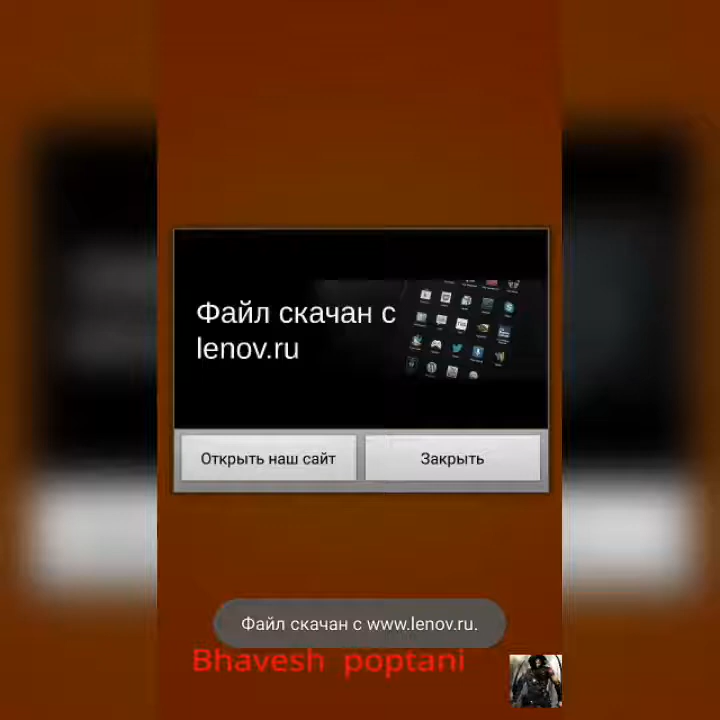 Файл скачан с
lenov.ru
Открыть наш сайт
Закрыть
Файл скачан с www.lenov.ru.
Bhavesh poptani